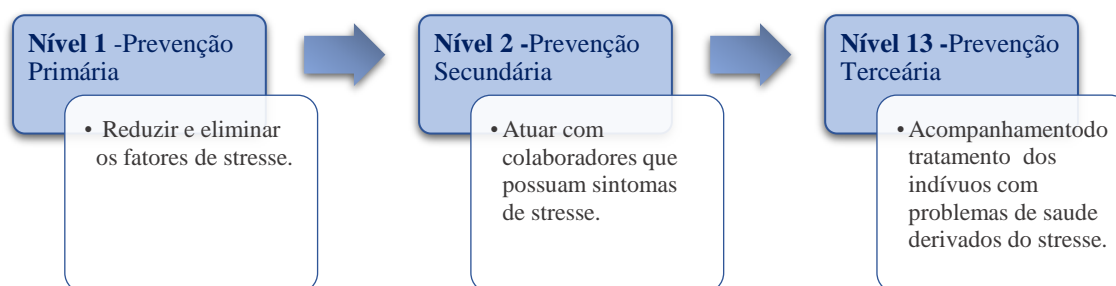 Nível 1 -Prevenção
Primária
• Reduzir e eliminar
os fatores de stresse.
Nível 2 -Prevenção
Secundária
• Atuar com
colaboradores que
possuam sintomas
de stresse.
Nível 13 -Prevenção
Terceária
• Acompanhamentodo
tratamento dos
indívuos com
problemas de saude
derivados do stresse.